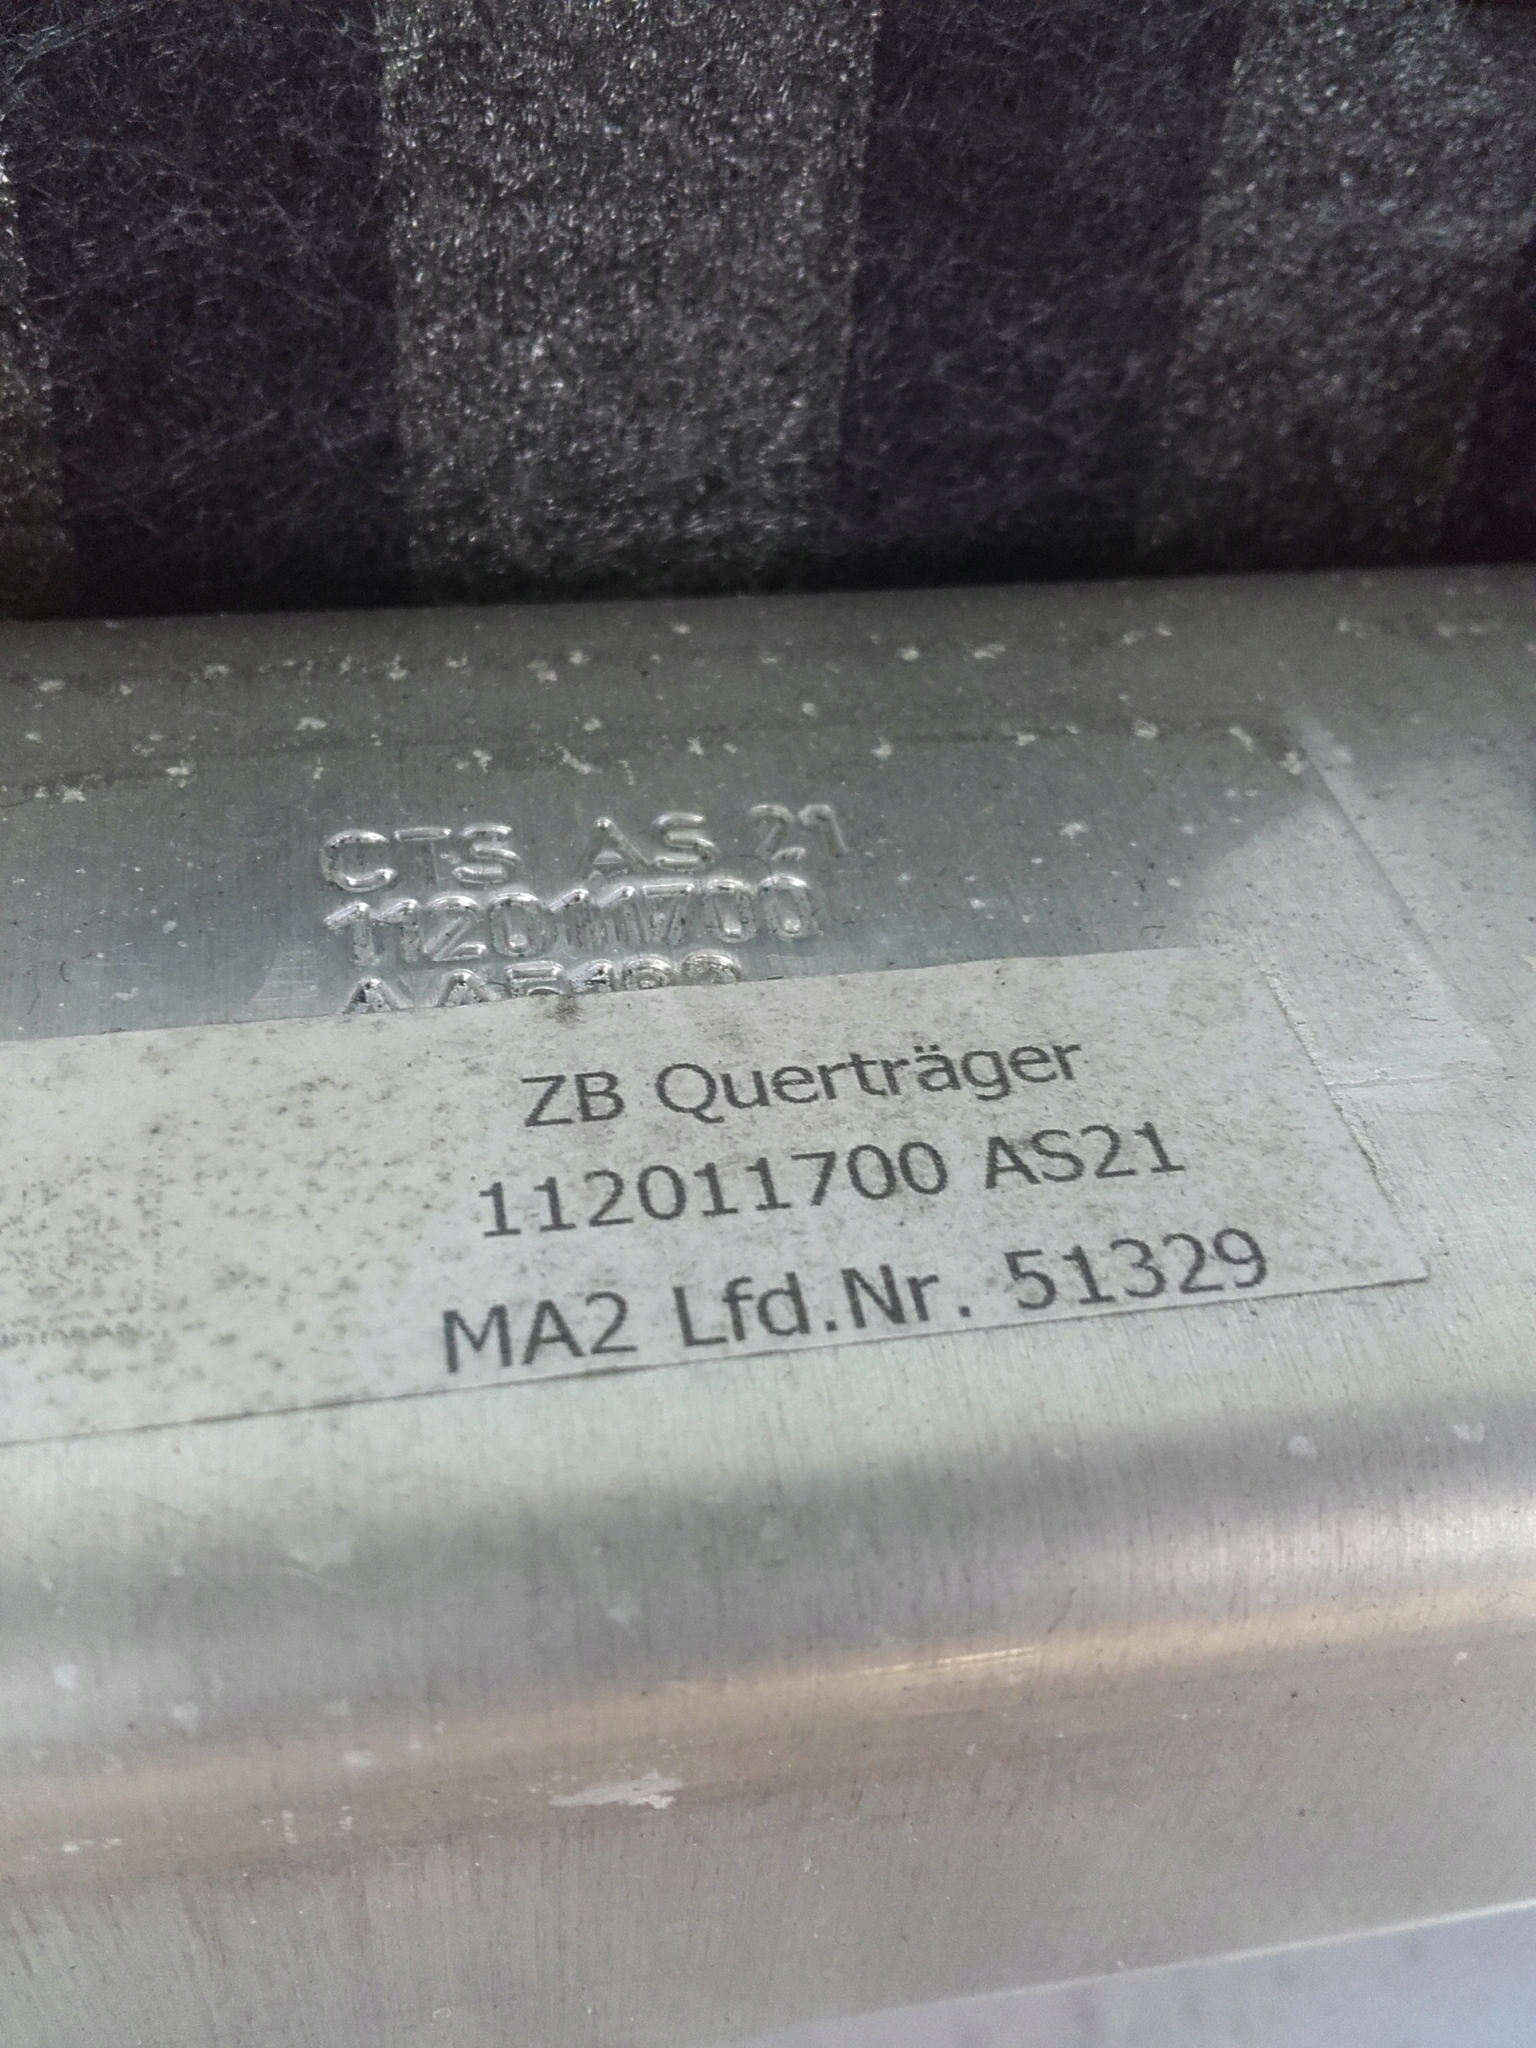 CTS AS 21
112011700
ZB Querträger
112011700 AS21
MA2 Lfd.Nr. 51329